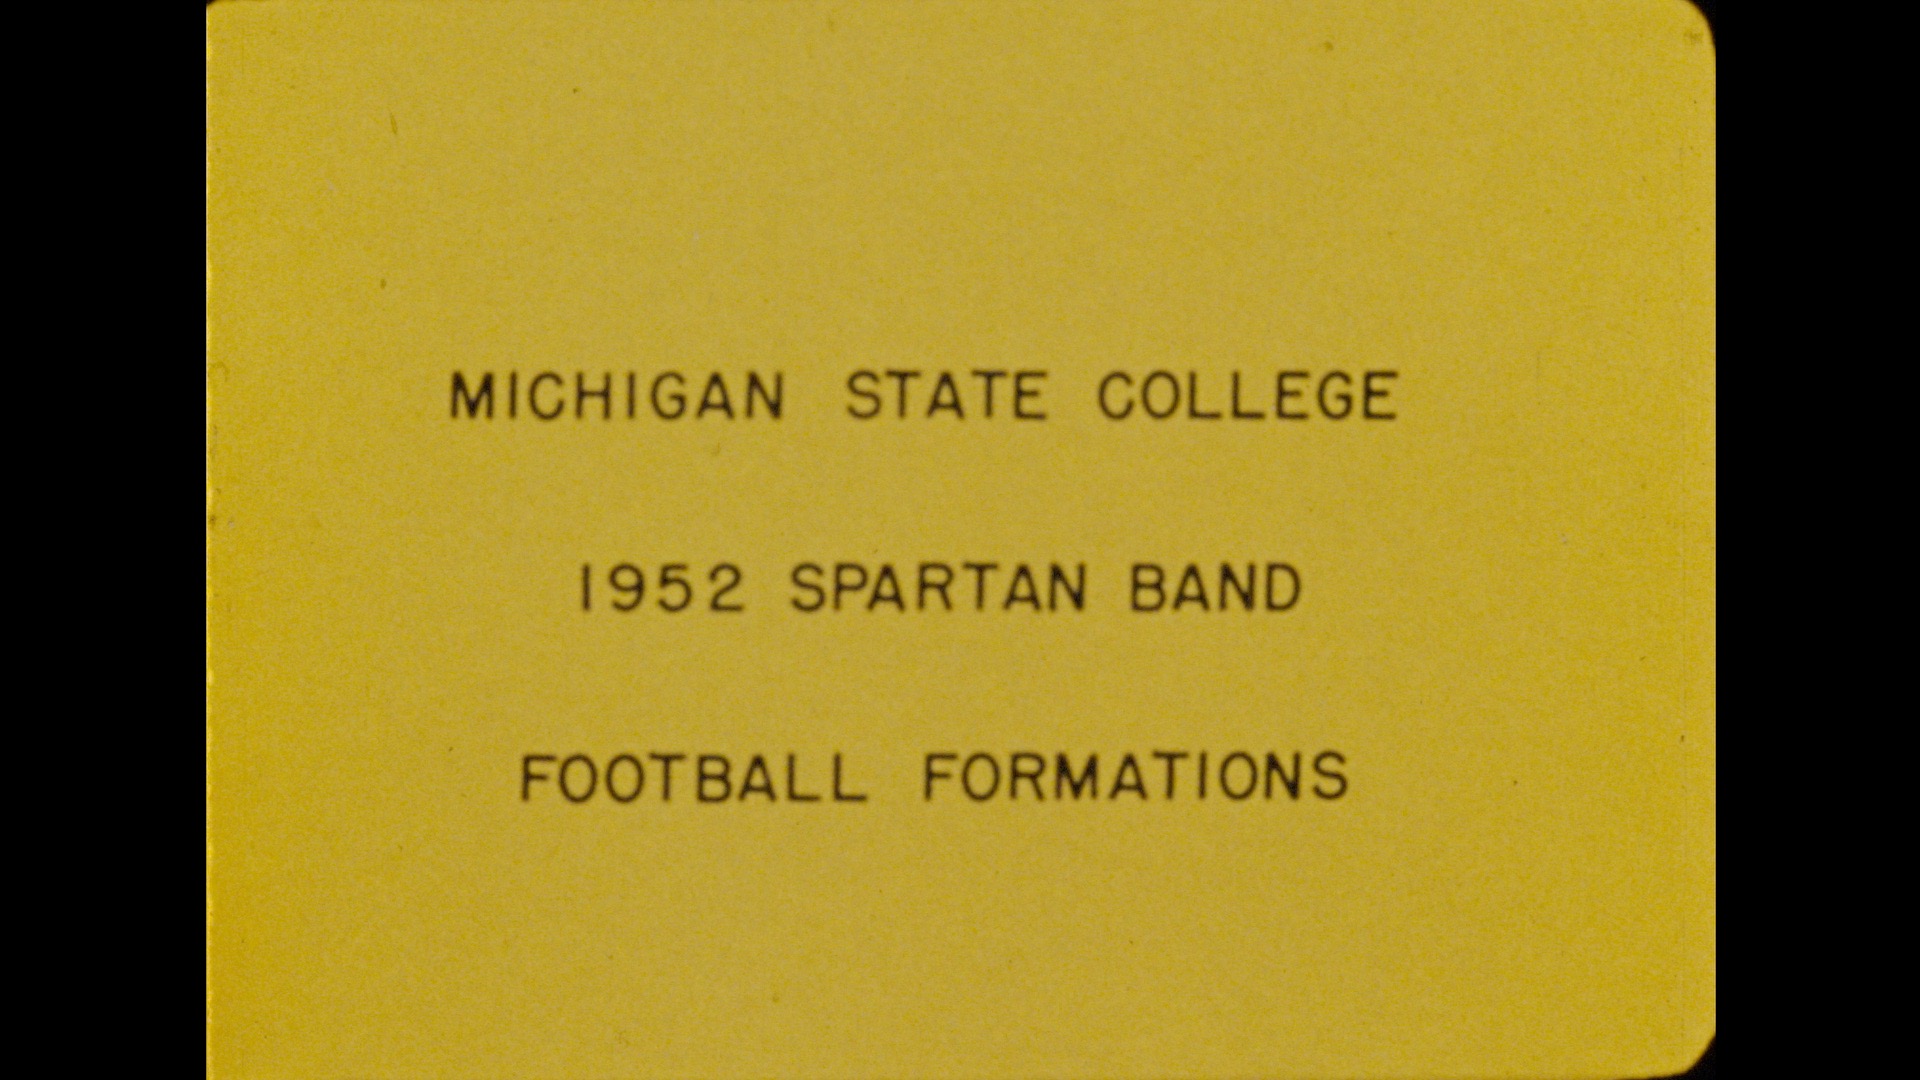 MICHIGAN STATE COLLEGE
1952 SPARTAN BAND
FOOTBALL FORMATIONS